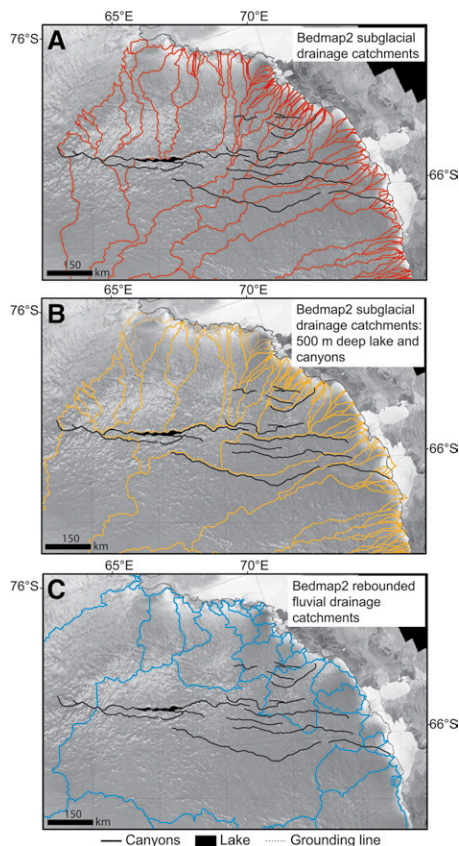 65°E
70°E
76°S
A
Bedmap2 subglacial
drainage catchments
66°S
150
km
65°E
70°E
76°S
B
Bedmap2 subglacial
drainage catchments:
500 m deep lake and
canyons
66°S
150
km
65°E
70°E
76°S
C
Bedmap2 rebounded
fluvial drainage
catchments
66°S
150
km
Canyons Lake Grounding line